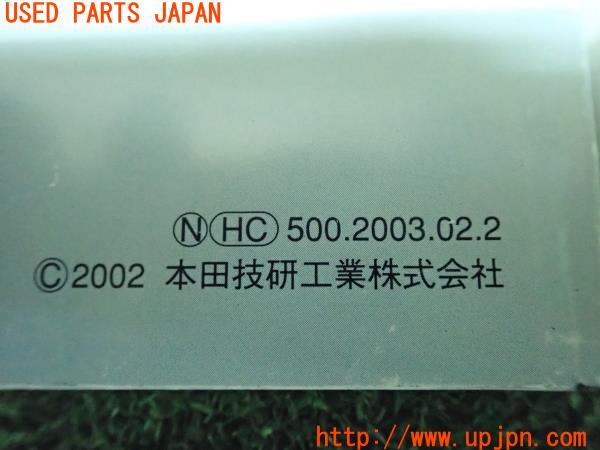 USED PARTS JAPAN
Ⓝ HC 500.2003.02.2
©2002 本田技研工業株式会社
http://www.upjpn.com